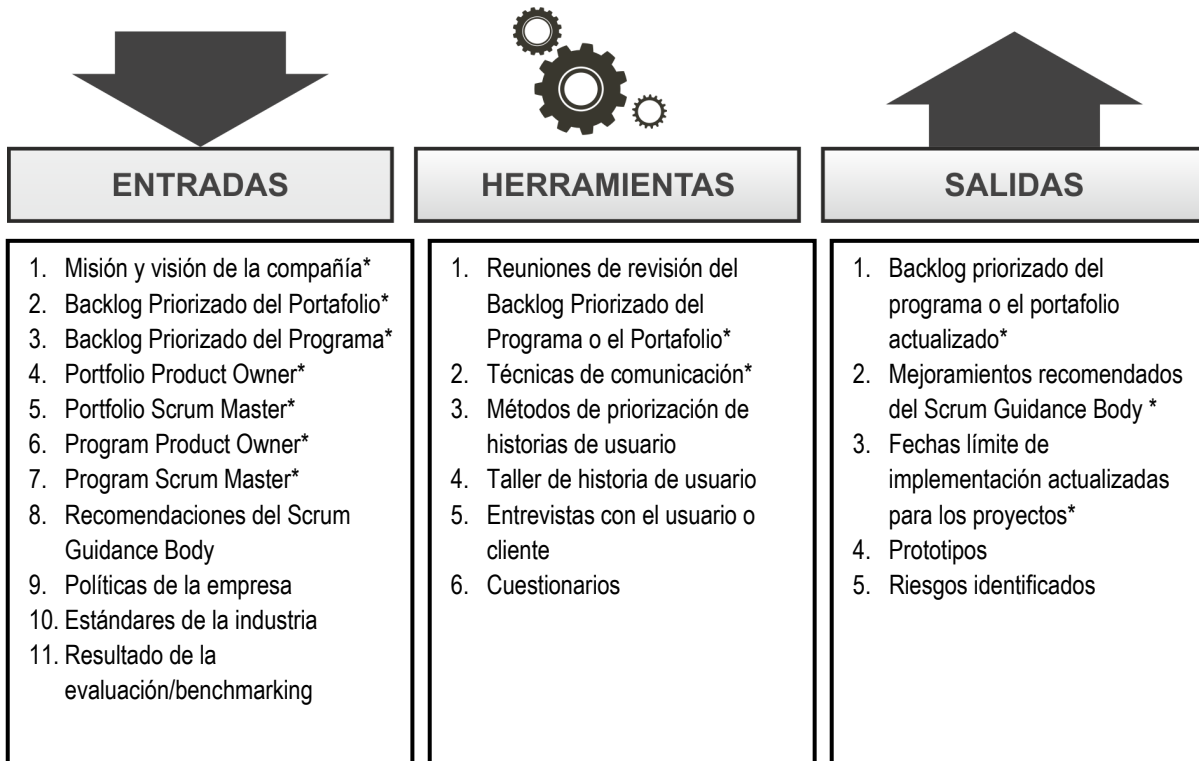 ENTRADAS
1. Misión y visión de la compañía*
2. Backlog Priorizado del Portafolio*
3. Backlog Priorizado del Programa*
4. Portfolio Product Owner*
5. Portfolio Scrum Master*
6. Program Product Owner*
7. Program Scrum Master*
8. Recomendaciones del Scrum
Guidance Body
9. Políticas de la empresa
10. Estándares de la industria
11. Resultado de la
evaluación/benchmarking
HERRAMIENTAS
1. Reuniones de revisión del
Backlog Priorizado del
Programa o el Portafolio*
2. Técnicas de comunicación*
3. Métodos de priorización de
historias de usuario
4. Taller de historia de usuario
5. Entrevistas con el usuario o
cliente
6. Cuestionarios
SALIDAS
1. Backlog priorizado del
programa o el portafolio
actualizado*
2. Mejoramientos recomendados
del Scrum Guidance Body *
3. Fechas límite de
implementación actualizadas
para los proyectos*
4. Prototipos
5. Riesgos identificados